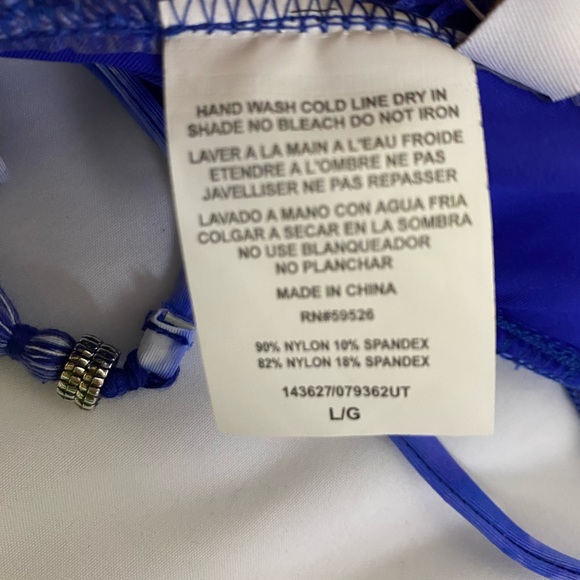 HAND WASH COLD LINE DRY IN
SHADE NO BLEACH DO NOT IRON
LAVER A LA MAIN A L'EAU FROIDE
ETENDRE A L'OMBRE NE PAS
JAVELLISER NE PAS REPASSER
LAVADO A MANO CON AGUA FRIA
COLGAR A SECAR EN LA SOMBRA
NO USE BLANQUEADOR
NO PLANCHAR
MADE IN CHINA
RN#59526
90% NYLON 10% SPANDEX
82% NYLON 18% SPANDEX
143627/079362UT
L/G